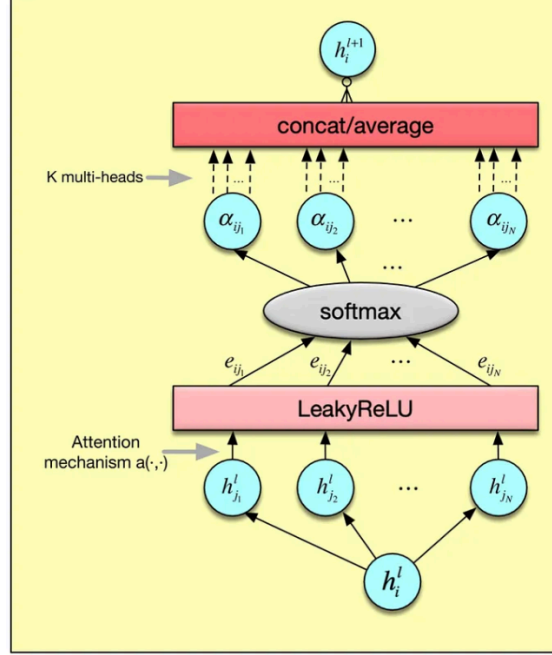 h_i^{l+1}
concat/average
K multi-heads
... ... ...
α_{ij_1} α_{ij_2} ... α_{ij_N}
...
softmax
e_{ij_1} e_{ij_2} ... e_{ij_N}
LeakyReLU
Attention
mechanism a(·,·)
h_{j_1}^l h_{j_2}^l ... h_{j_N}^l
h_i^l